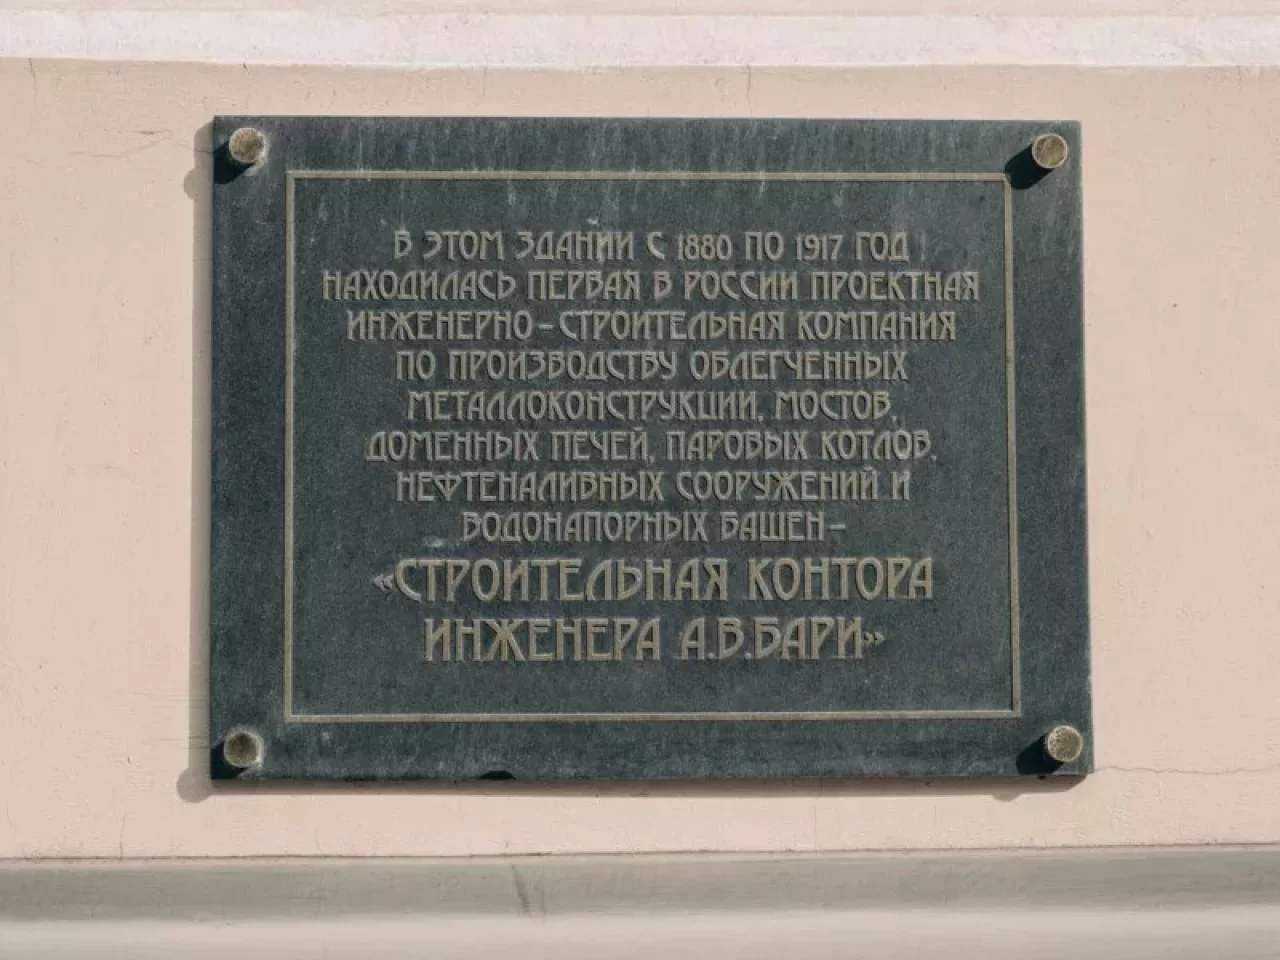 В ЭТОМ ЗДАНИИ С 1880 ПО 1917 ГОД
НАХОДИЛАСЬ ПЕРВАЯ В РОССИИ ПРОЕКТНАЯ
ИНЖЕНЕРНО-СТРОИТЕЛЬНАЯ КОМПАНИЯ
ПО ПРОИЗВОДСТВУ ОБЛЕГЧЕННЫХ
МЕТАЛЛОКОНСТРУКЦИИ, МОСТОВ,
ДОМЕННЫХ ПЕЧЕЙ, ПАРОВЫХ КОТЛОВ,
НЕФТЕНАЛИВНЫХ СООРУЖЕНИЙ И
ВОДОНАПОРНЫХ БАШЕН-
«СТРОИТЕЛЬНАЯ КОНТОРА
ИНЖЕНЕРА А.В.БАРИ»